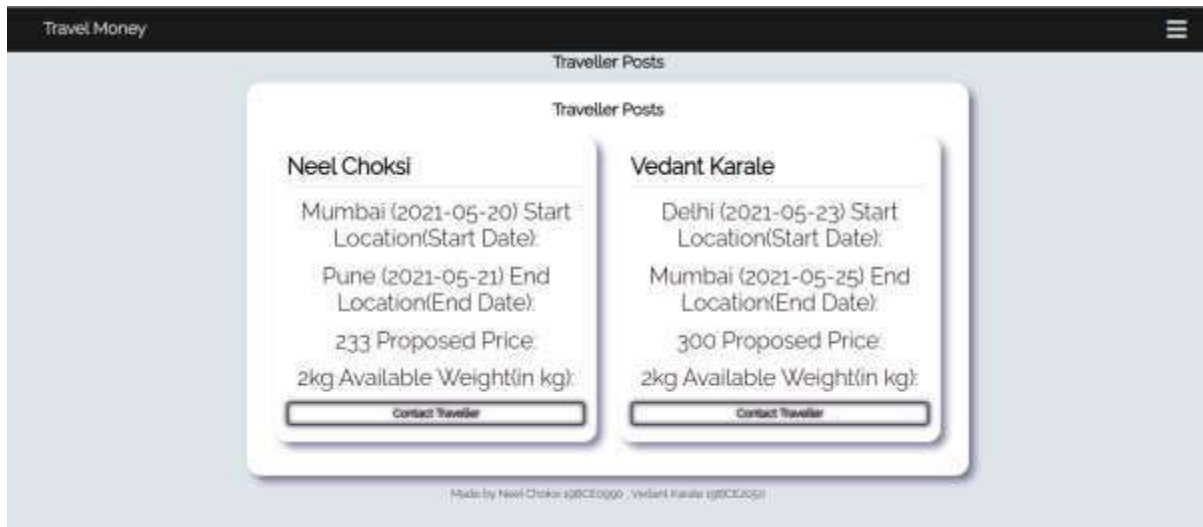 Travel Money
Traveller Posts
Traveller Posts
Neel Choksi
Mumbai (2021-05-20) Start
Location(Start Date):
Pune (2021-05-21) End
Location(End Date):
233 Proposed Price:
2kg Available Weight(in kg):
Contact Traveller
Vedant Karale
Delhi (2021-05-23) Start
Location(Start Date):
Mumbai (2021-05-25) End
Location(End Date):
300 Proposed Price:
2kg Available Weight(in kg):
Contact Traveller
Made by Neel Choksi 19BCE0990 , Vedant Karale 19BCE2050